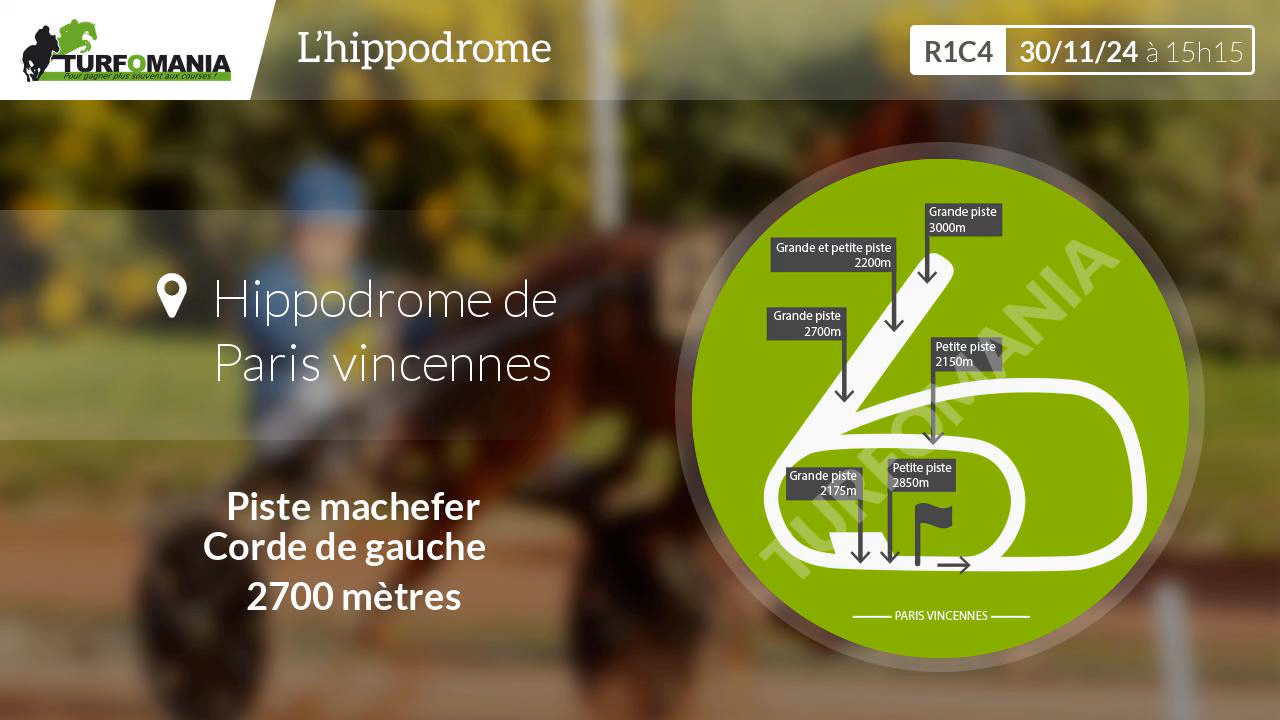 TURFOMANIA
Pour gagner plus souvent aux courses !
L'hippodrome
R1C4 30/11/24 à 15h15
Hippodrome de
Paris vincennes
Piste machefer
Corde de gauche
2700 mètres
Grande piste
3000m
Grande et petite piste
2200m
Grande piste
2700m
Petite piste
2150m
Grande piste
2175m
Petite piste
2850m
TURFOMANIA
PARIS VINCENNES